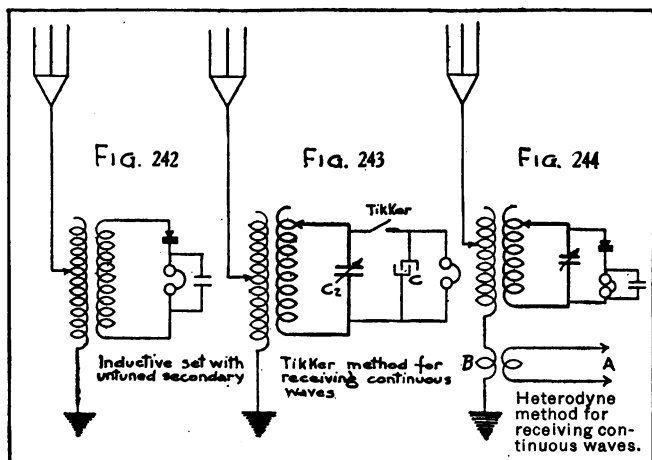 FIG. 242
FIG. 243
FIG. 244
TikKer
C2
C
B
A
Inductive set with
untuned secondary
TikKer method for
receiving continuous
waves
Heterodyne
method for
receiving con-
tinuous waves.